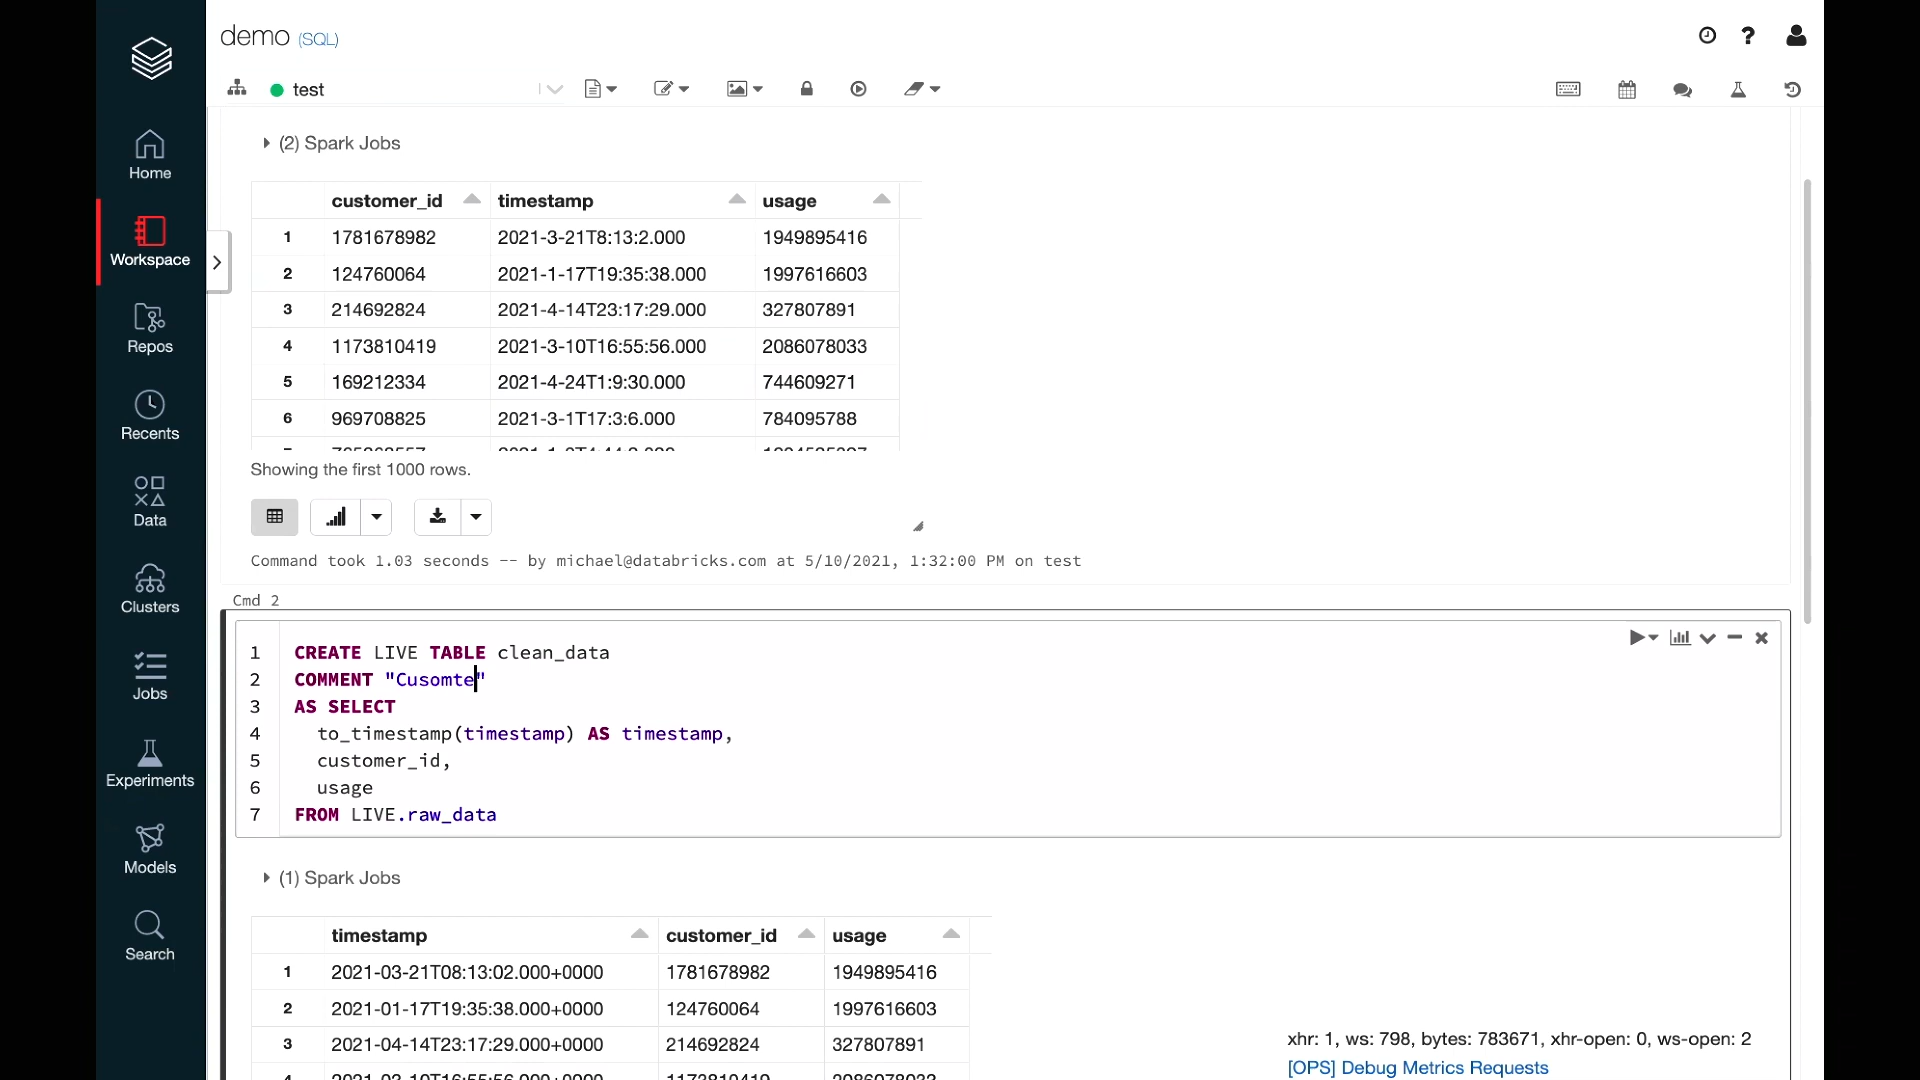 demo (SQL)
test
Home
Workspace
Repos
Recents
Data
Clusters
Jobs
Experiments
Models
Search
(2) Spark Jobs
customer_id timestamp usage
1 1781678982 2021-3-21T8:13:2.000 1949895416
2 124760064 2021-1-17T19:35:38.000 1997616603
3 214692824 2021-4-14T23:17:29.000 327807891
4 1173810419 2021-3-10T16:55:56.000 2086078033
5 169212334 2021-4-24T1:9:30.000 744609271
6 969708825 2021-3-1T17:3:6.000 784095788
Showing the first 1000 rows.
Command took 1.03 seconds -- by michael@databricks.com at 5/10/2021, 1:32:00 PM on test
Cmd 2
1 CREATE LIVE TABLE clean_data
2 COMMENT "Cusomte"
3 AS SELECT
4 to_timestamp(timestamp) AS timestamp,
5 customer_id,
6 usage
7 FROM LIVE.raw_data
(1) Spark Jobs
timestamp customer_id usage
1 2021-03-21T08:13:02.000+0000 1781678982 1949895416
2 2021-01-17T19:35:38.000+0000 124760064 1997616603
3 2021-04-14T23:17:29.000+0000 214692824 327807891
xhr: 1, ws: 798, bytes: 783671, xhr-open: 0, ws-open: 2
[OPS] Debug Metrics Requests